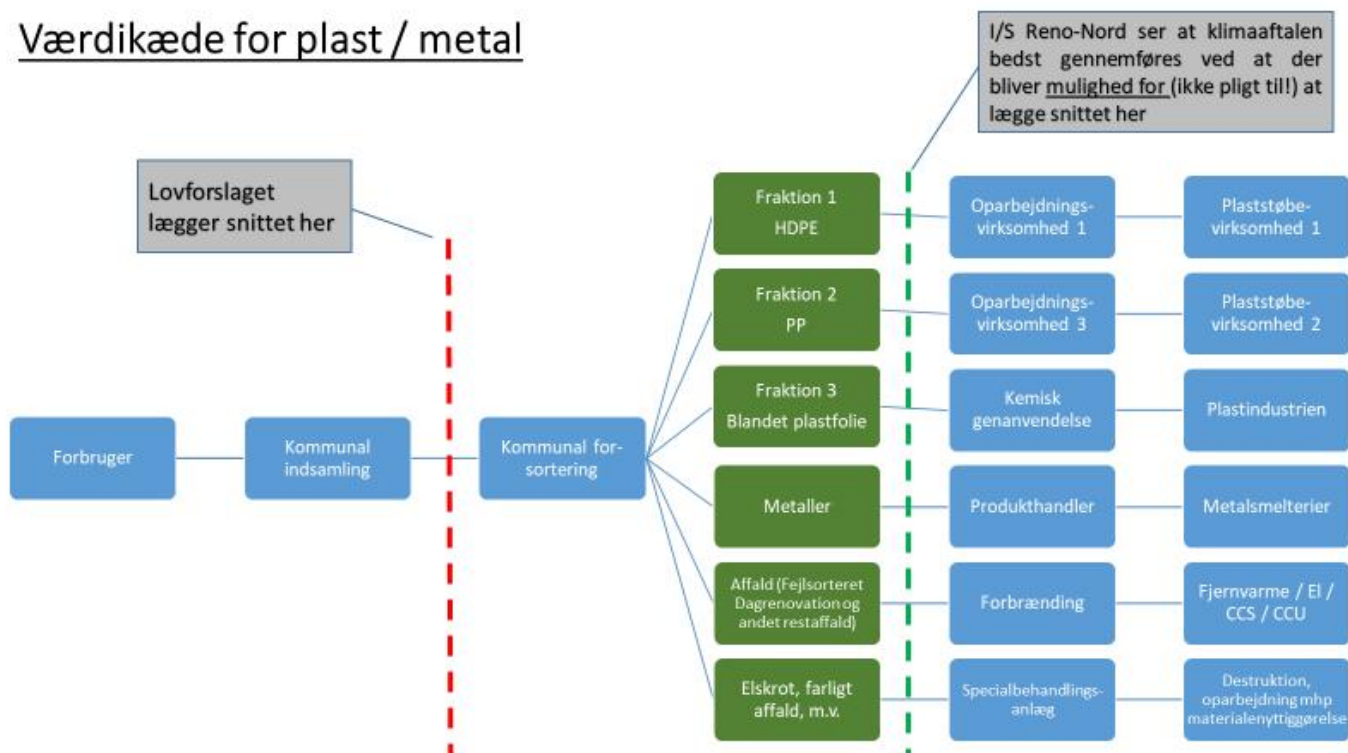 Værdikæde for plast / metal
I/S Reno-Nord ser at klimaaftalen
bedst gennemføres ved at der
bliver mulighed for (ikke pligt til!) at
lægge snittet her
Lovforslaget
lægger snittet her
Forbruger
Kommunal
indsamling
Kommunal for-
sortering
Fraktion 1
HDPE
Oparbejdnings-
virksomhed 1
Plaststøbe-
virksomhed 1
Fraktion 2
PP
Oparbejdnings-
virksomhed 3
Plaststøbe-
virksomhed 2
Fraktion 3
Blandet plastfolie
Kemisk
genanvendelse
Plastindustrien
Metaller
Produkthandler
Metalsmelterier
Affald (Fejlsorteret
Dagrenovation og
andet restaffald)
Forbrænding
Fjernvarme / El /
CCS / CCU
Elskrot, farligt
affald, m.v.
Specialbehandlings-
anlæg
Destruktion,
oparbejdning mhp
materialenyttiggørelse